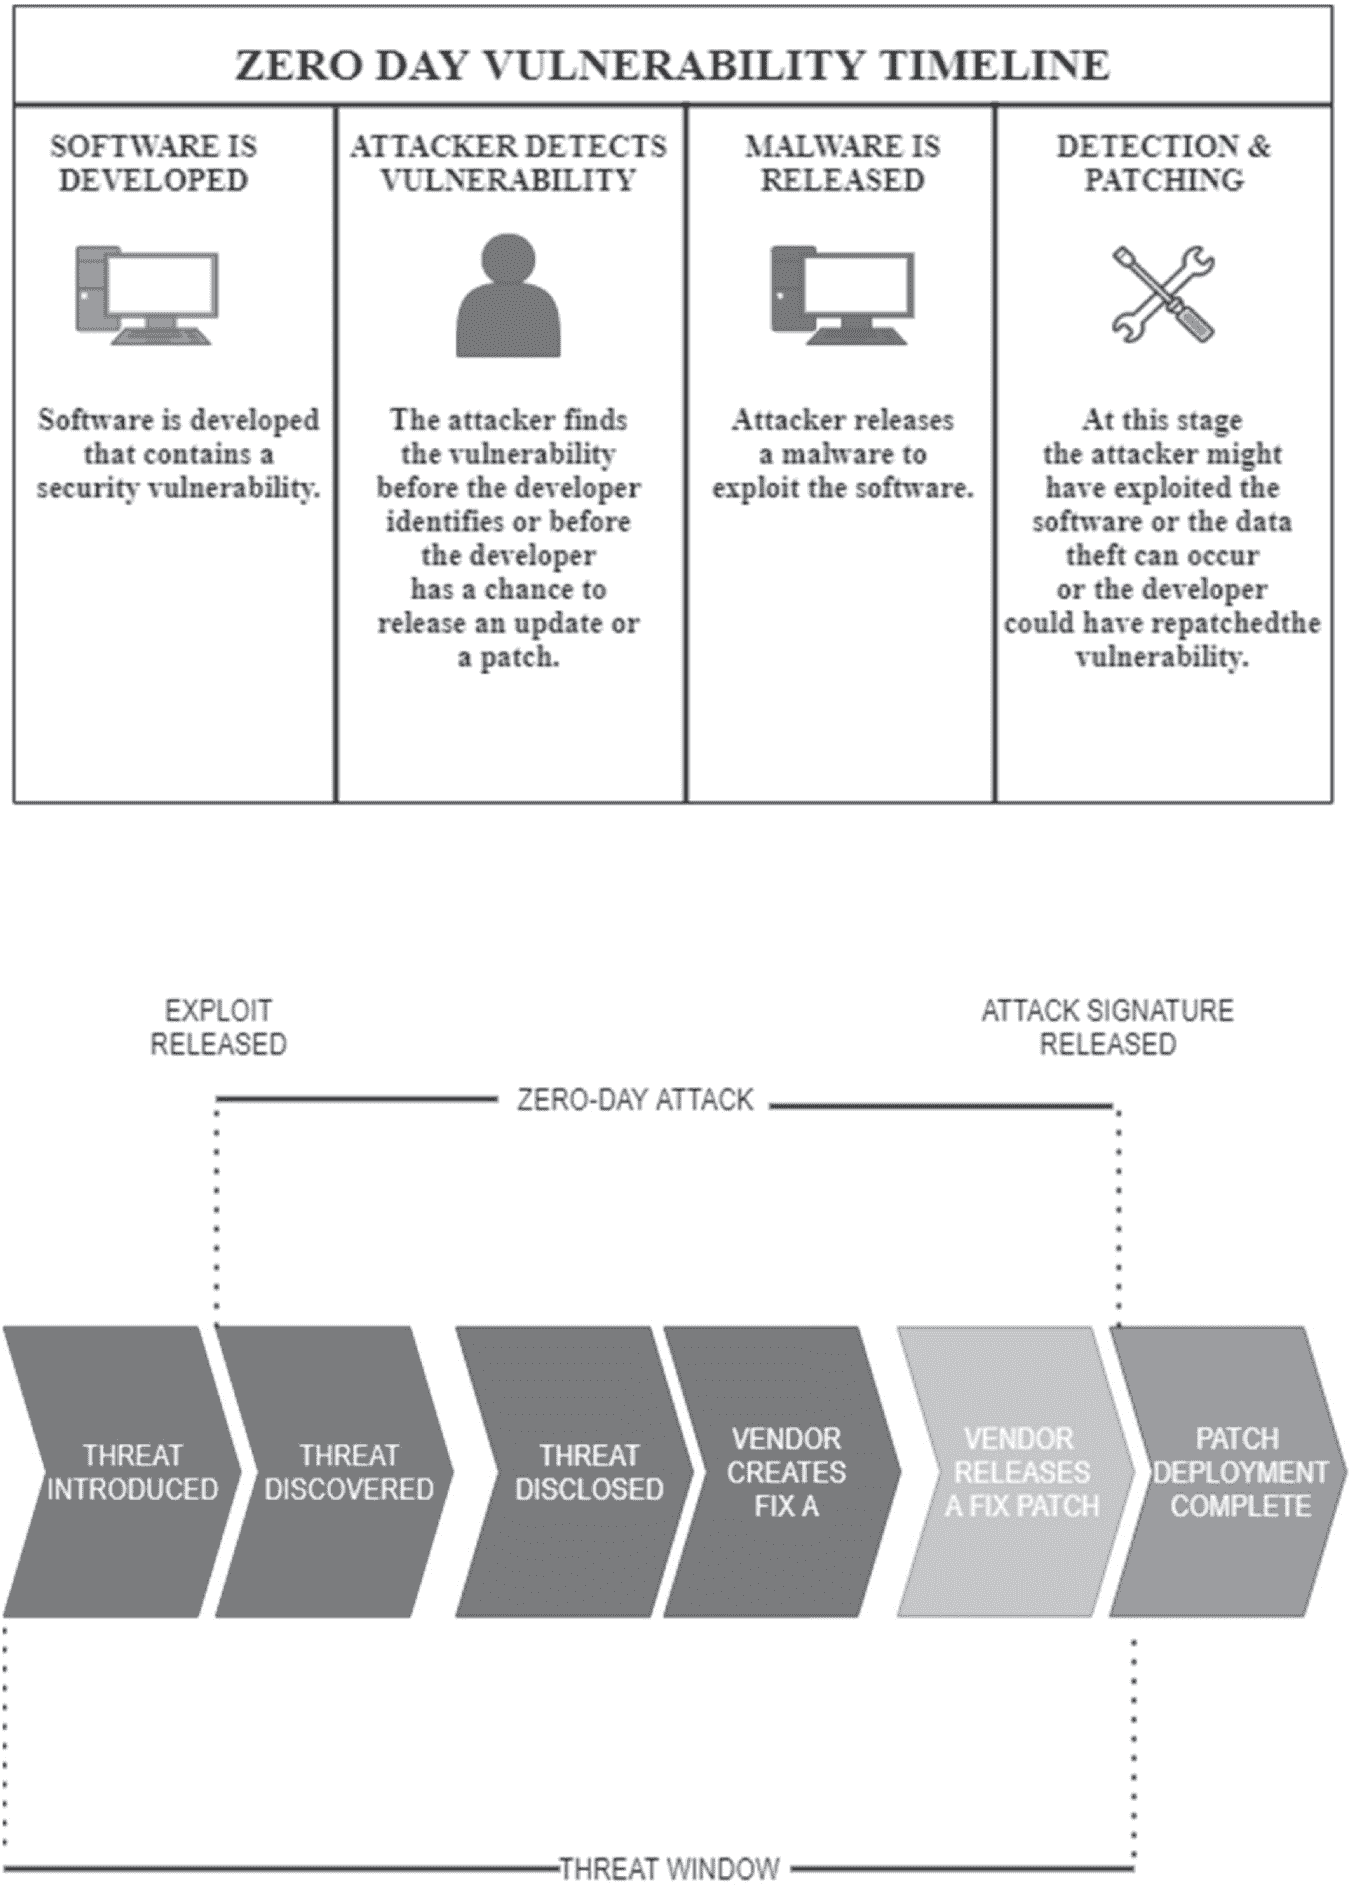 ZERO DAY VULNERABILITY TIMELINE
SOFTWARE IS
DEVELOPED
Software is developed
that contains a
security vulnerability.
ATTACKER DETECTS
VULNERABILITY
The attacker finds
the vulnerability
before the developer
identifies or before
the developer
has a chance to
release an update or
a patch.
MALWARE IS
RELEASED
Attacker releases
a malware to
exploit the software.
DETECTION &
PATCHING
At this stage
the attacker might
have exploited the
software or the data
theft can occur
or the developer
could have repatchedthe
vulnerability.
EXPLOIT
RELEASED
ATTACK SIGNATURE
RELEASED
ZERO-DAY ATTACK
THREAT
INTRODUCED
THREAT
DISCOVERED
THREAT
DISCLOSED
VENDOR
CREATES
FIX A
VENDOR
RELEASES
A FIX PATCH
PATCH
DEPLOYMENT
COMPLETE
THREAT WINDOW